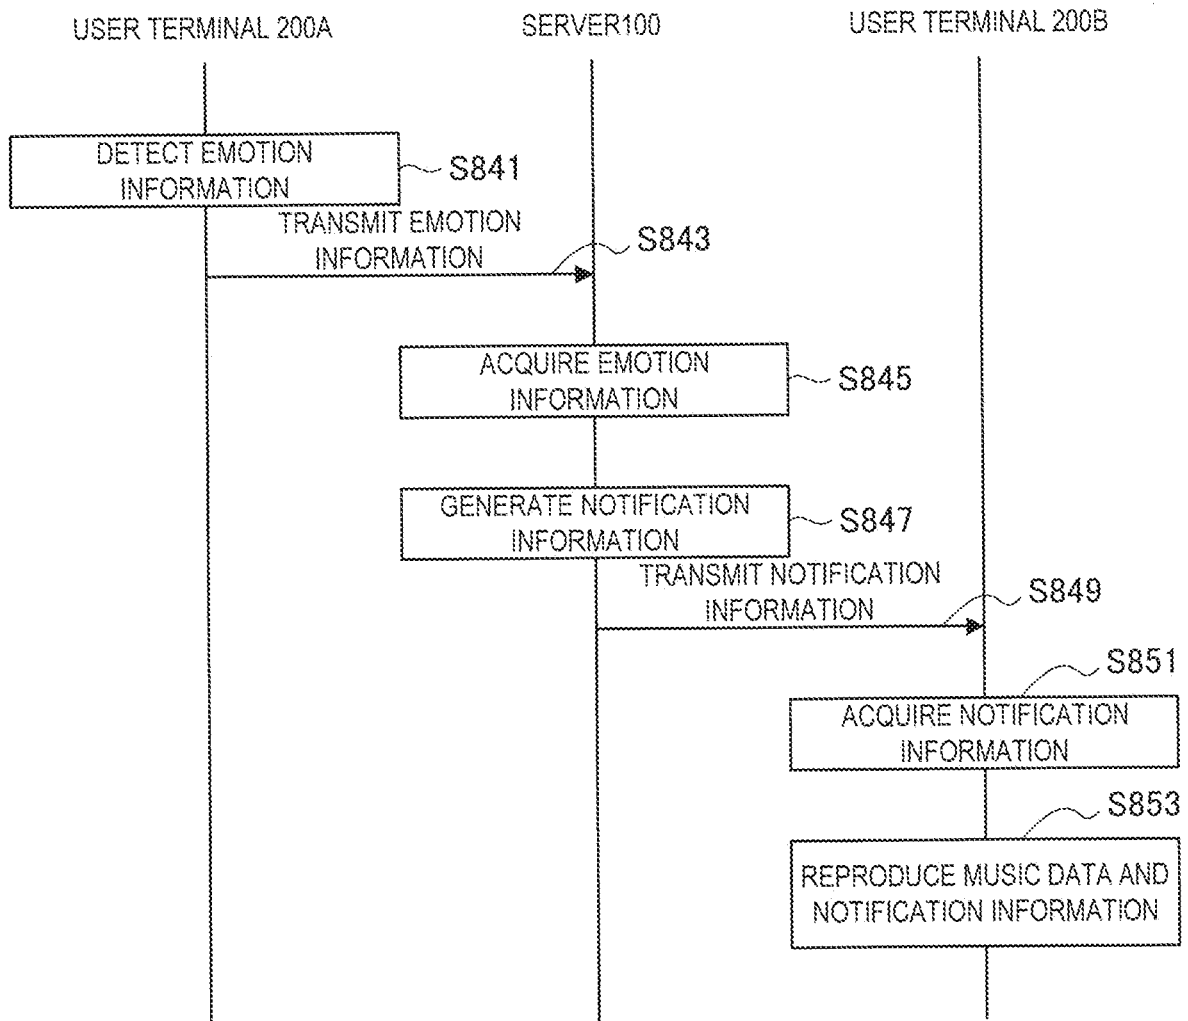 USER TERMINAL 200A
SERVER100
USER TERMINAL 200B
DETECT EMOTION
INFORMATION
S841
TRANSMIT EMOTION
INFORMATION
S843
ACQUIRE EMOTION
INFORMATION
S845
GENERATE NOTIFICATION
INFORMATION
S847
TRANSMIT NOTIFICATION
INFORMATION
S849
S851
ACQUIRE NOTIFICATION
INFORMATION
S853
REPRODUCE MUSIC DATA AND
NOTIFICATION INFORMATION